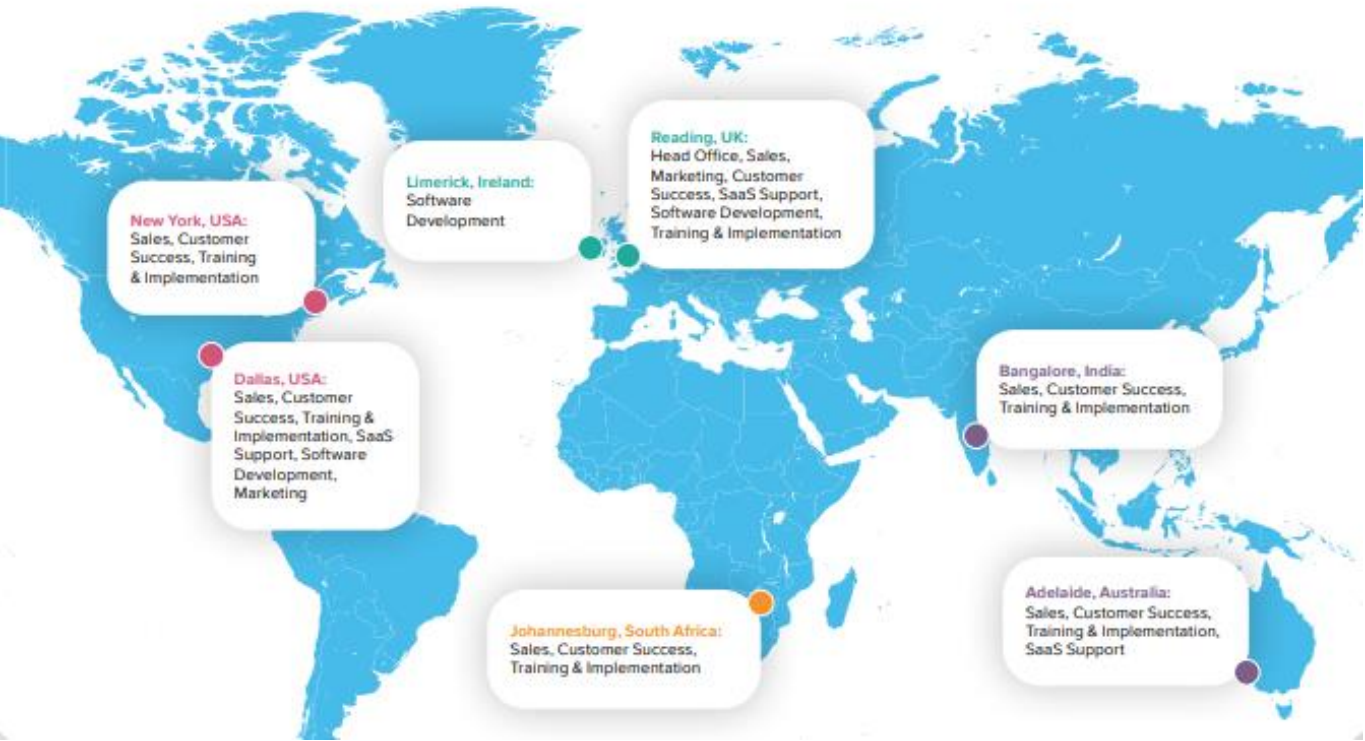 New York, USA:
Sales, Customer
Success, Training
& Implementation
Limerick, Ireland:
Software
Development
Reading, UK:
Head Office, Sales,
Marketing, Customer
Success, SaaS Support,
Software Development,
Training & Implementation
Dallas, USA:
Sales, Customer
Success, Training &
Implementation, SaaS
Support, Software
Development,
Marketing
Bangalore, India:
Sales, Customer Success,
Training & Implementation
Johannesburg, South Africa:
Sales, Customer Success,
Training & Implementation
Adelaide, Australia:
Sales, Customer Success,
Training & Implementation,
SaaS Support